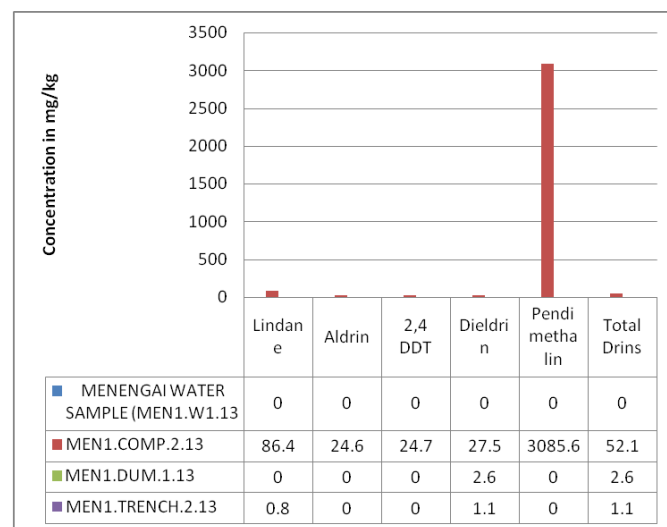 Concentration in mg/kg
3500
3000
2500
2000
1500
1000
500
0
Lindan
e
Aldrin
2,4
DDT
Dieldri
n
Pendi
metha
lin
Total
Drins
MENENGAI WATER
SAMPLE (MEN1.W1.13
0 0 0 0 0 0
MEN1.COMP.2.13 86.4 24.6 24.7 27.5 3085.6 52.1
MEN1.DUM.1.13 0 0 0 2.6 0 2.6
MEN1.TRENCH.2.13 0.8 0 0 1.1 0 1.1